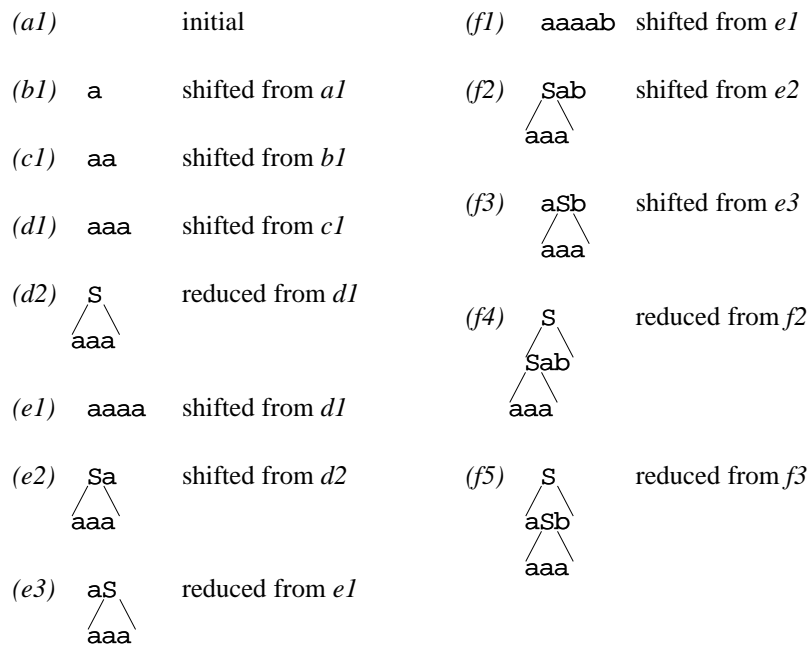 (a1) initial
(b1) a shifted from a1
(c1) aa shifted from b1
(d1) aaa shifted from c1
(d2) S reduced from d1
aaa
(e1) aaaa shifted from d1
(e2) Sa shifted from d2
aaa
(e3) aS reduced from e1
aaa
(f1) aaaab shifted from e1
(f2) Sab shifted from e2
aaa
(f3) aSb shifted from e3
aaa
(f4) S reduced from f2
Sab
aaa
(f5) S reduced from f3
aSb
aaa